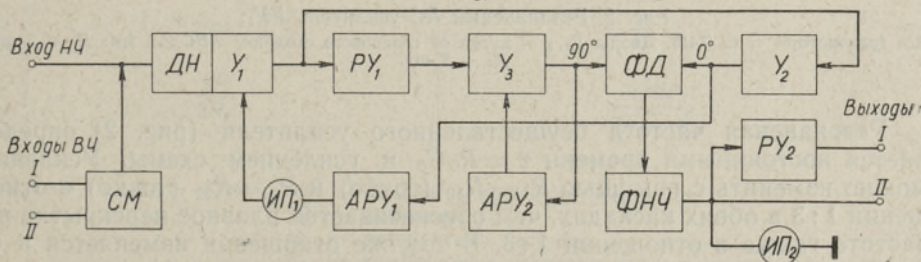 Вход НЧ
ДН
У₁
РУ₁
У₃
90°
ФД
0°
У₂
Выходы
I
РУ₂
II
Входы ВЧ
I
СМ
II
ИП₁
АРУ₁
АРУ₂
ФНЧ
ИП₂